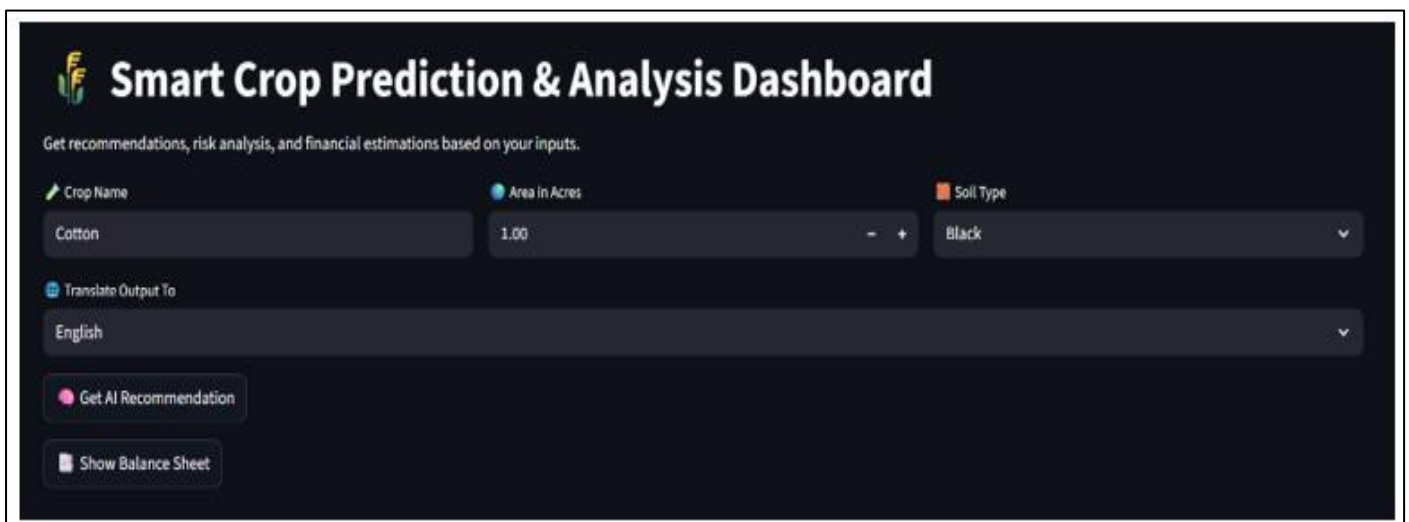 Smart Crop Prediction & Analysis Dashboard
Get recommendations, risk analysis, and financial estimations based on your inputs.
Crop Name
Area in Acres
Soil Type
Cotton
1.00 - +
Black
Translate Output To
English
Get AI Recommendation
Show Balance Sheet